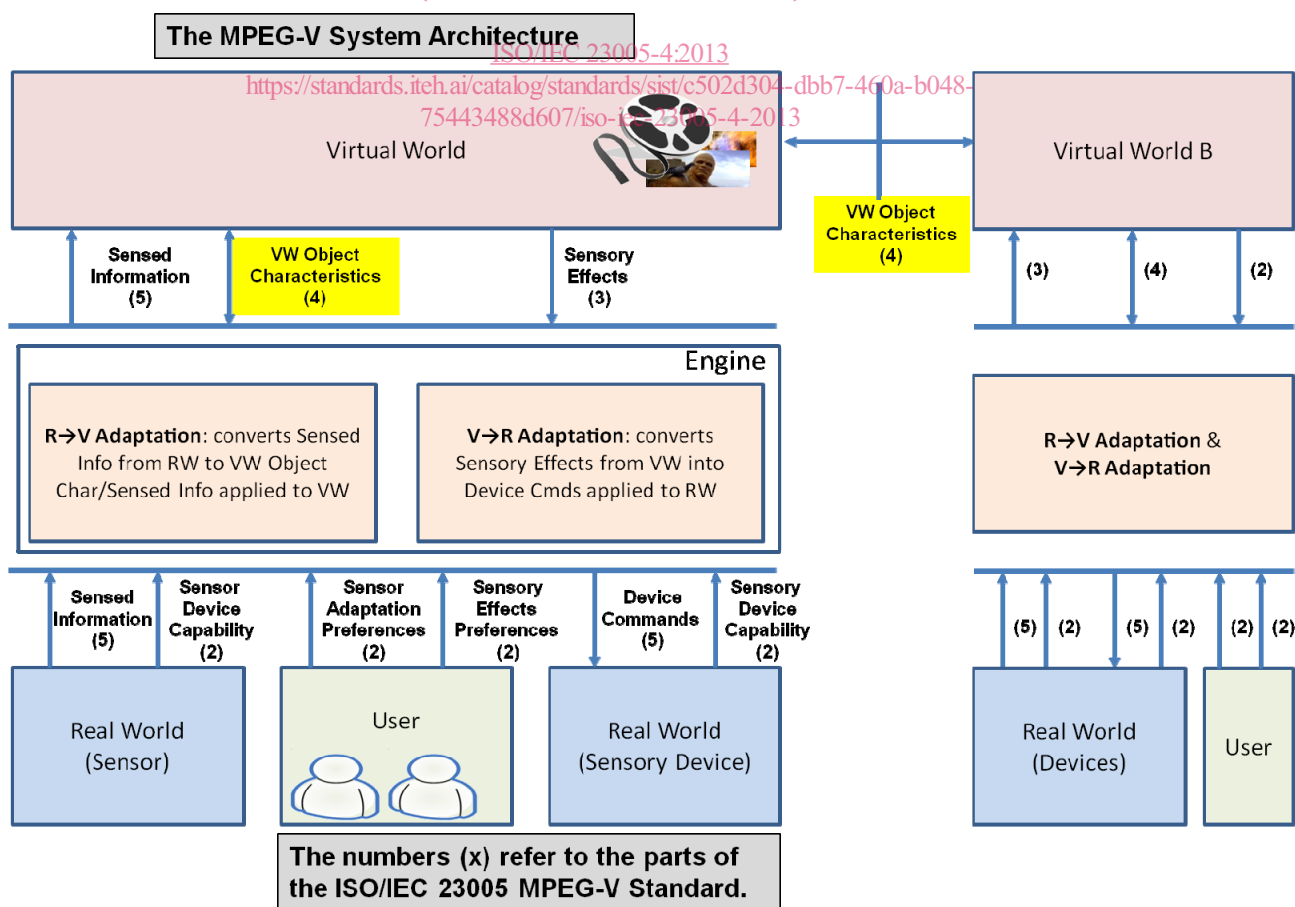 The MPEG-V System Architecture
ISO/IEC 23005-4:2013
https://standards.iteh.ai/catalog/standards/sist/c502d304-dbb7-460a-b048-
75443488d607/iso-iec-23005-4-2013
Virtual World
Virtual World B
VW Object
Characteristics
(4)
Sensed
Information
(5)
VW Object
Characteristics
(4)
Sensory
Effects
(3)
(3)
(4)
(2)
Engine
R→V Adaptation: converts Sensed
Info from RW to VW Object
Char/Sensed Info applied to VW
V→R Adaptation: converts
Sensory Effects from VW into
Device Cmds applied to RW
R→V Adaptation &
V→R Adaptation
Sensed
Information
(5)
Sensor
Device
Capability
(2)
Sensor
Adaptation
Preferences
(2)
Sensory
Effects
Preferences
(2)
Device
Commands
(5)
Sensory
Device
Capability
(2)
(5)
(2)
(5)
(2)
(2)
(2)
Real World
(Sensor)
User
Real World
(Sensory Device)
Real World
(Devices)
User
The numbers (x) refer to the parts of
the ISO/IEC 23005 MPEG-V Standard.